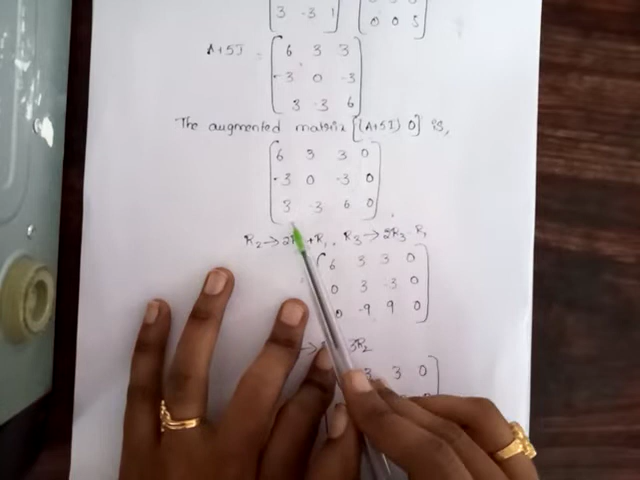 3 -3 1 0 0 5
A+5I = 6 3 3
-3 0 -3
3 -3 6
The augmented matrix [(A+5I) 0] is,
6 3 3 0
-3 0 -3 0
3 -3 6 0
R2 → 2R +R1, R3 → 2R3 - R1
6 3 3 0
0 3 -3 0
0 -9 9 0
→ 3R2
3 3 0